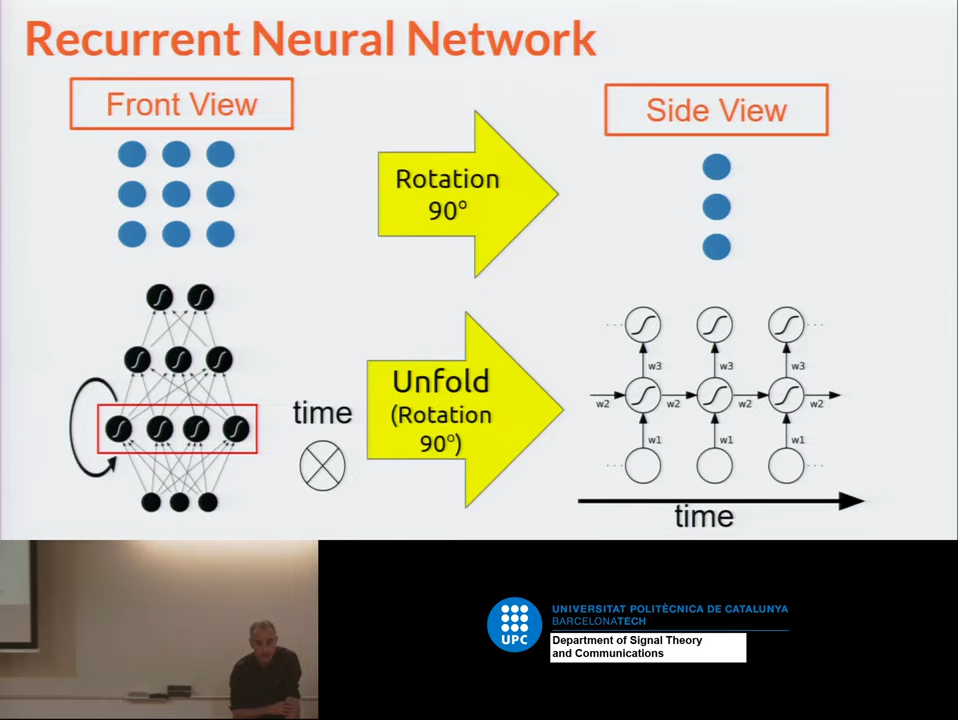 Recurrent Neural Network
Front View
Side View
Rotation
90°
time
Unfold
(Rotation
90°)
w3
w3
w3
w2
w2
w2
w2
w1
w1
w1
time
UPC
UNIVERSITAT POLITÈCNICA DE CATALUNYA
BARCELONATECH
Department of Signal Theory
and Communications